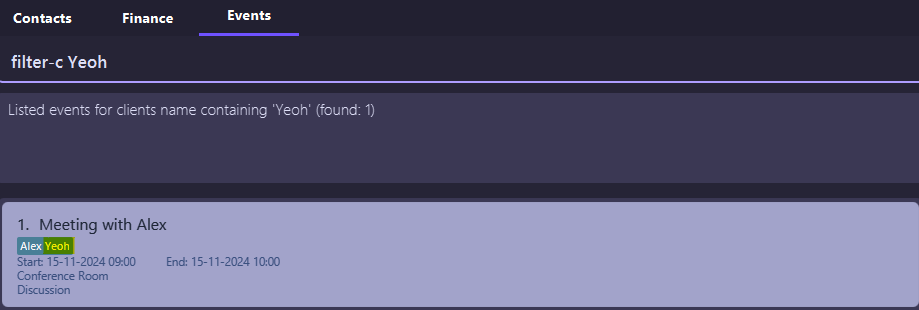 Contacts Finance Events
filter-c Yeoh
Listed events for clients name containing 'Yeoh' (found: 1)
1. Meeting with Alex
Alex Yeoh
Start: 15-11-2024 09:00 End: 15-11-2024 10:00
Conference Room
Discussion